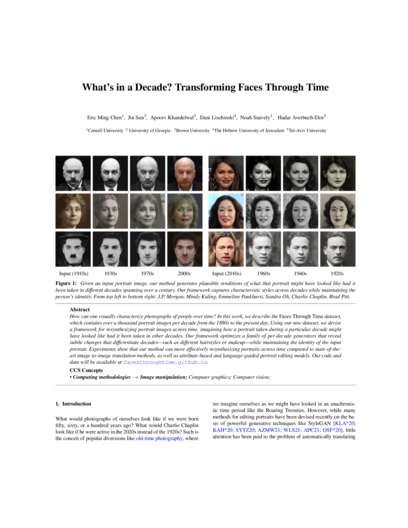 What's in a Decade? Transforming Faces Through Time
Eric Ming Chen1, Jin Sun2, Apoorv Khandelwal3, Dani Lischinski4, Noah Snavely1, Hadar Averbuch-Elor5
1Cornell University 2 University of Georgia 3Brown University 4The Hebrew University of Jerusalem 5Tel-Aviv University
Input (1910s) 1930s 1970s 2000s Input (2010s) 1960s 1940s 1920s
Figure 1: Given an input portrait image, our method generates plausible renditions of what that portrait might have looked like had it
been taken in different decades spanning over a century. Our framework captures characteristic styles across decades while maintaining the
person's identity. From top left to bottom right: J.P. Morgan, Mindy Kaling, Emmeline Pankhurst, Sandra Oh, Charlie Chaplin, Brad Pitt.
Abstract
How can one visually characterize photographs of people over time? In this work, we describe the Faces Through Time dataset,
which contains over a thousand portrait images per decade from the 1880s to the present day. Using our new dataset, we devise
a framework for resynthesizing portrait images across time, imagining how a portrait taken during a particular decade might
have looked like had it been taken in other decades. Our framework optimizes a family of per-decade generators that reveal
subtle changes that differentiate decades—such as different hairstyles or makeup—while maintaining the identity of the input
portrait. Experiments show that our method can more effectively resynthesizing portraits across time compared to state-of-the-
art image-to-image translation methods, as well as attribute-based and language-guided portrait editing models. Our code and
data will be available at facesthroughtime.github.io.
CCS Concepts
• Computing methodologies → Image manipulation; Computer graphics; Computer vision;
1. Introduction
What would photographs of ourselves look like if we were born
fifty, sixty, or a hundred years ago? What would Charlie Chaplin
look like if he were active in the 2020s instead of the 1920s? Such is
the conceit of popular diversions like old-time photography, where
we imagine ourselves as we might have looked in an anachronis-
tic time period like the Roaring Twenties. However, while many
methods for editing portraits have been devised recently on the ba-
sis of powerful generative techniques like StyleGAN [KLA*20;
KAH*20; SYTZ20; AZMW21; WLS21; APC21; OSF*20], little
attention has been paid to the problem of automatically translating